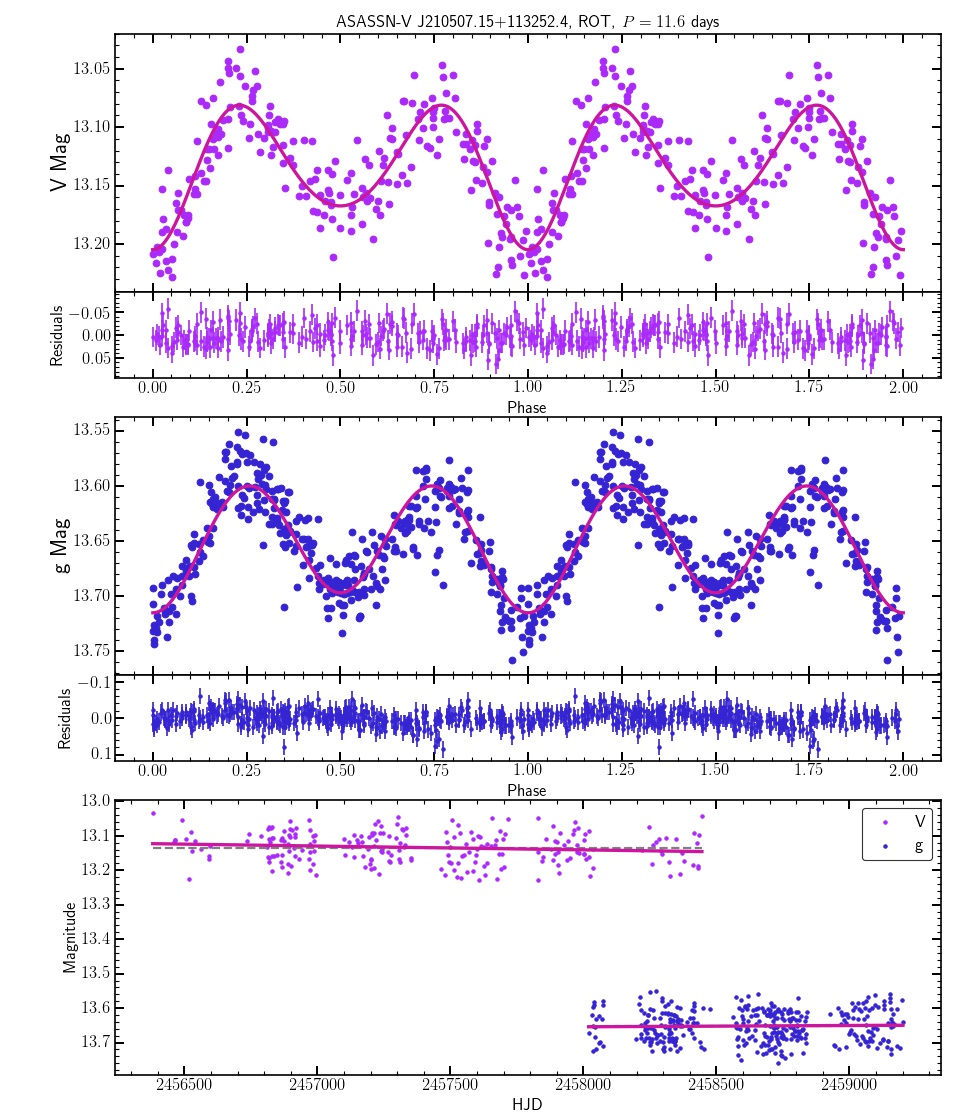 ASASSN-V J210507.15+113252.4, ROT, P = 11.6 days
V Mag
13.05
13.10
13.15
13.20
Residuals
−0.05
0.00
0.05
0.00 0.25 0.50 0.75 1.00 1.25 1.50 1.75 2.00
Phase
g Mag
13.55
13.60
13.65
13.70
13.75
Residuals
−0.1
0.0
0.1
0.00 0.25 0.50 0.75 1.00 1.25 1.50 1.75 2.00
Phase
Magnitude
13.0
13.1
13.2
13.3
13.4
13.5
13.6
13.7
V
g
2456500 2457000 2457500 2458000 2458500 2459000
HJD